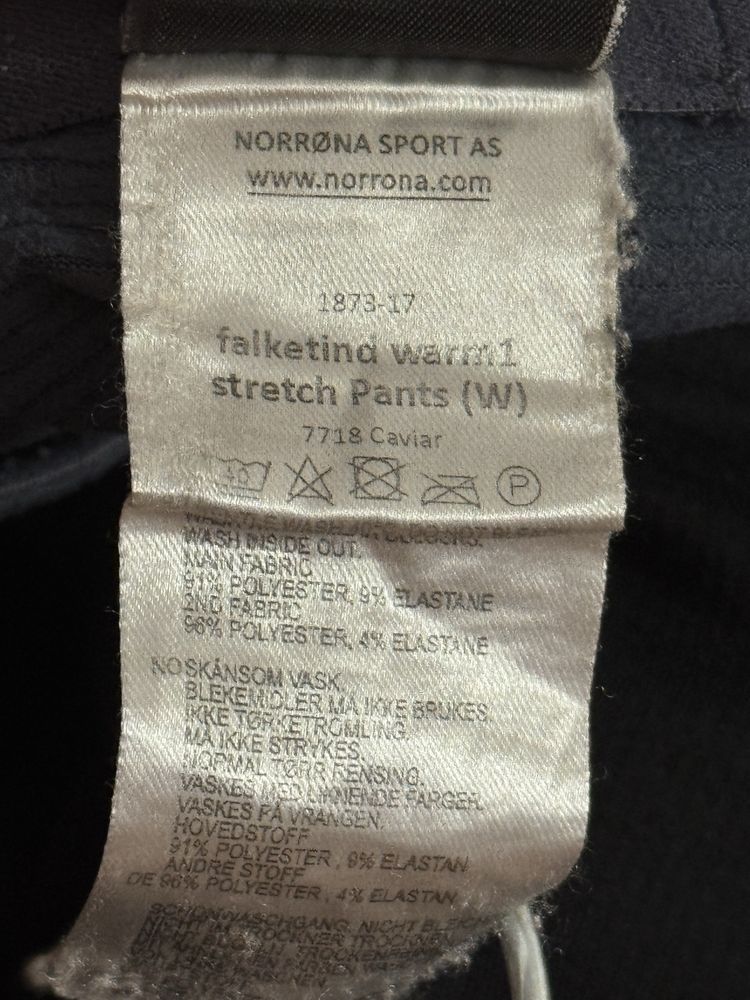 NORRØNA SPORT AS
www.norrona.com
1873-17
falketind warm1
stretch Pants (W)
7718 Caviar
40 P
WASH INSIDE OUT.
MAIN FABRIC
91% POLYESTER, 9% ELASTANE
2ND FABRIC
96% POLYESTER, 4% ELASTANE
NO SKÅNSOM VASK.
BLEKEMIDLER MÅ IKKE BRUKES.
IKKE TØRKETROMLING.
MÅ IKKE STRYKES.
NORMAL TØRR RENSING.
VASKES MED LIKNENDE FARGER.
VASKES PÅ VRANGEN.
HOVEDSTOFF
91% POLYESTER , 9% ELASTAN
ANDRE STOFF
DE 96% POLYESTER , 4% ELASTAN
SCHONWASCHGANG. NICHT